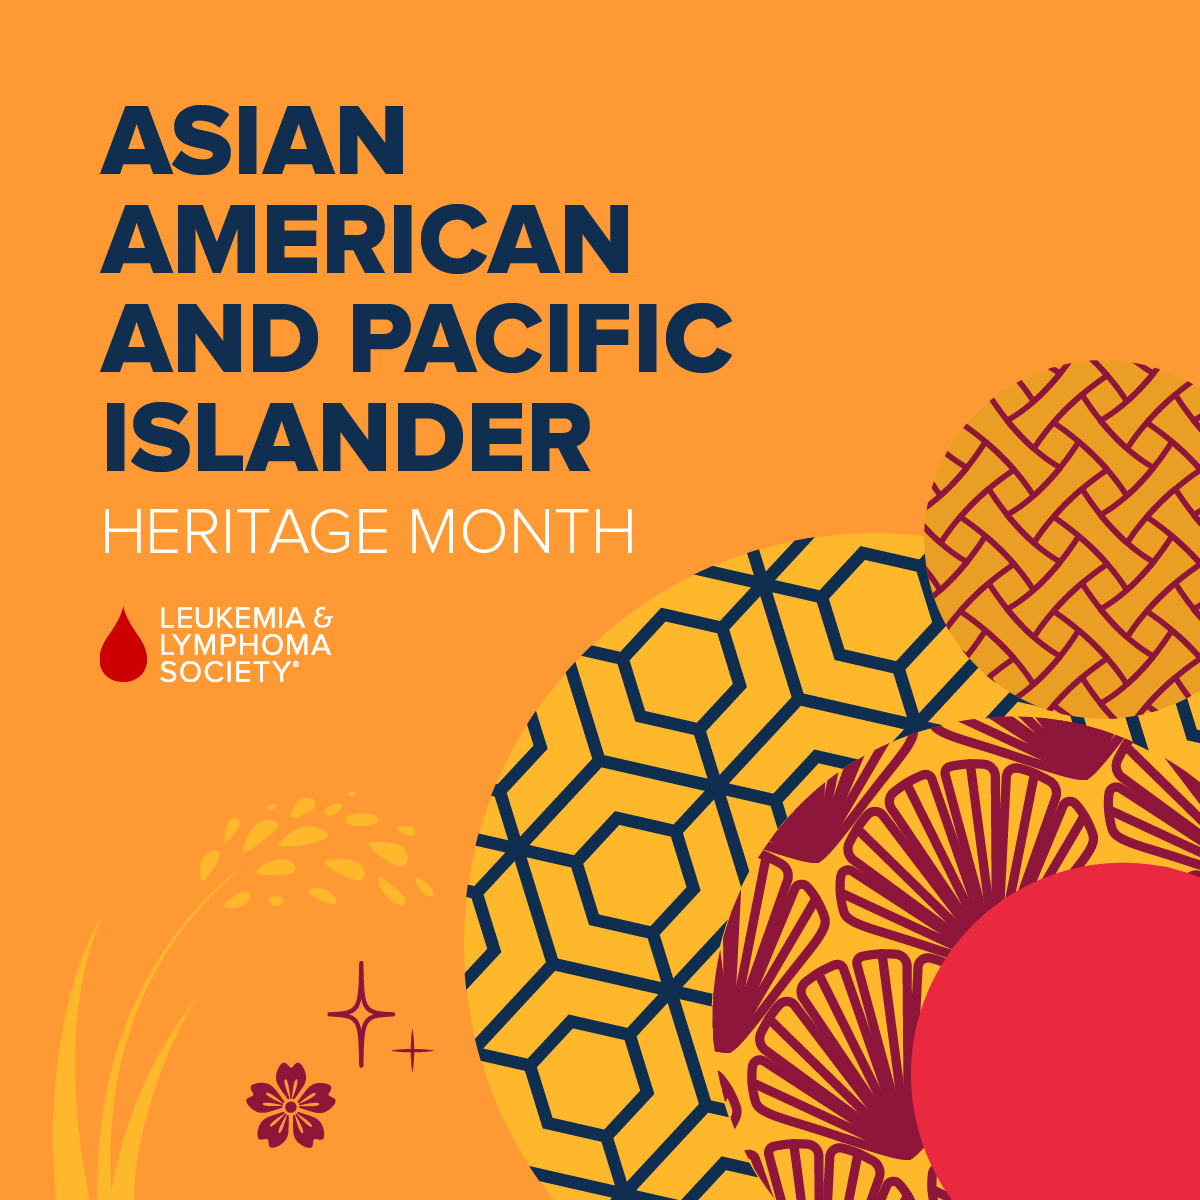 ASIAN
AMERICAN
AND PACIFIC
ISLANDER
HERITAGE MONTH
LEUKEMIA &
LYMPHOMA
SOCIETY®